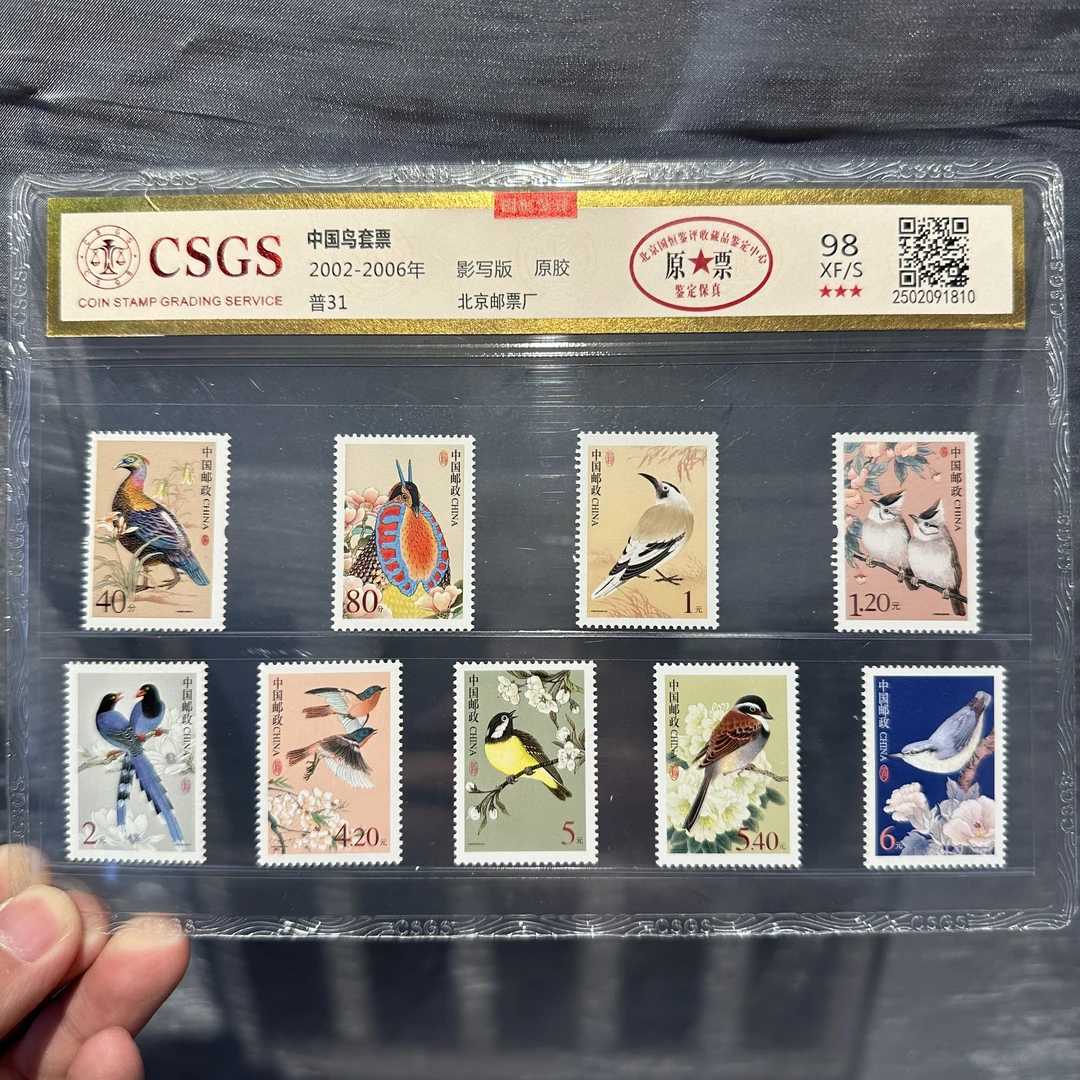 CSGS
COIN STAMP GRADING SERVICE
中国鸟套票
2002-2006年 影写版 原胶
普31 北京邮票厂
北京国恒鉴评收藏品鉴定中心
原★票
鉴定保真
98
XF/S
★★★
2502091810
中国邮政 CHINA
40分
中国邮政 CHINA
80分
中国邮政 CHINA
1元
中国邮政 CHINA
1.20元
中国邮政 CHINA
2元
中国邮政 CHINA
4.20元
中国邮政 CHINA
5元
中国邮政 CHINA
5.40元
中国邮政 CHINA
6元
CSGS CSGS CSGS